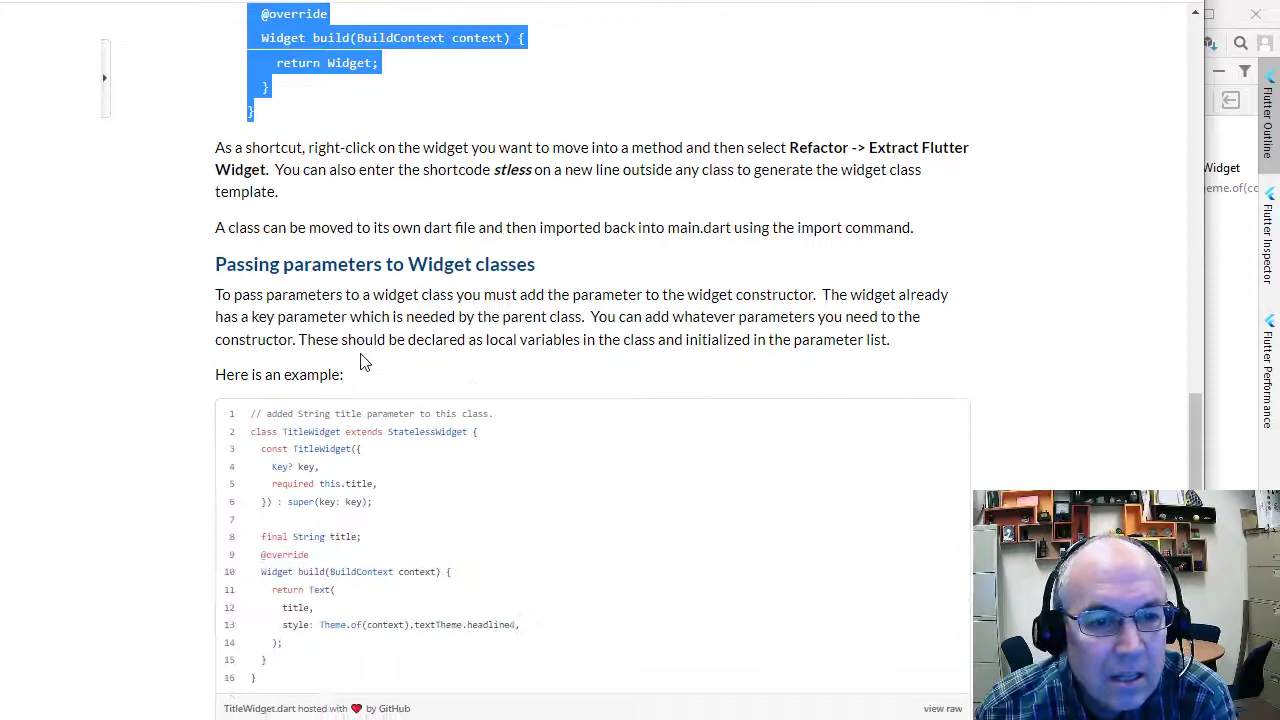 @override
Widget build(BuildContext context) {
return Widget;
}
}
As a shortcut, right-click on the widget you want to move into a method and then select Refactor -> Extract Flutter
Widget. You can also enter the shortcode stless on a new line outside any class to generate the widget class
template.
A class can be moved to its own dart file and then imported back into main.dart using the import command.
Passing parameters to Widget classes
To pass parameters to a widget class you must add the parameter to the widget constructor. The widget already
has a key parameter which is needed by the parent class. You can add whatever parameters you need to the
constructor. These should be declared as local variables in the class and initialized in the parameter list.
Here is an example:
1 // added String title parameter to this class.
2 class TitleWidget extends StatelessWidget {
3 const TitleWidget({
4 Key? key,
5 required this.title,
6 }) : super(key: key);
7
8 final String title;
9 @override
10 Widget build(BuildContext context) {
11 return Text(
12 title,
13 style: Theme.of(context).textTheme.headline4,
14 );
15 }
16 }
TitleWidget.dart hosted with ❤ by GitHub
view raw
Flutter Outline
Widget
heme.of(co
Flutter Inspecto
Flutter Performance